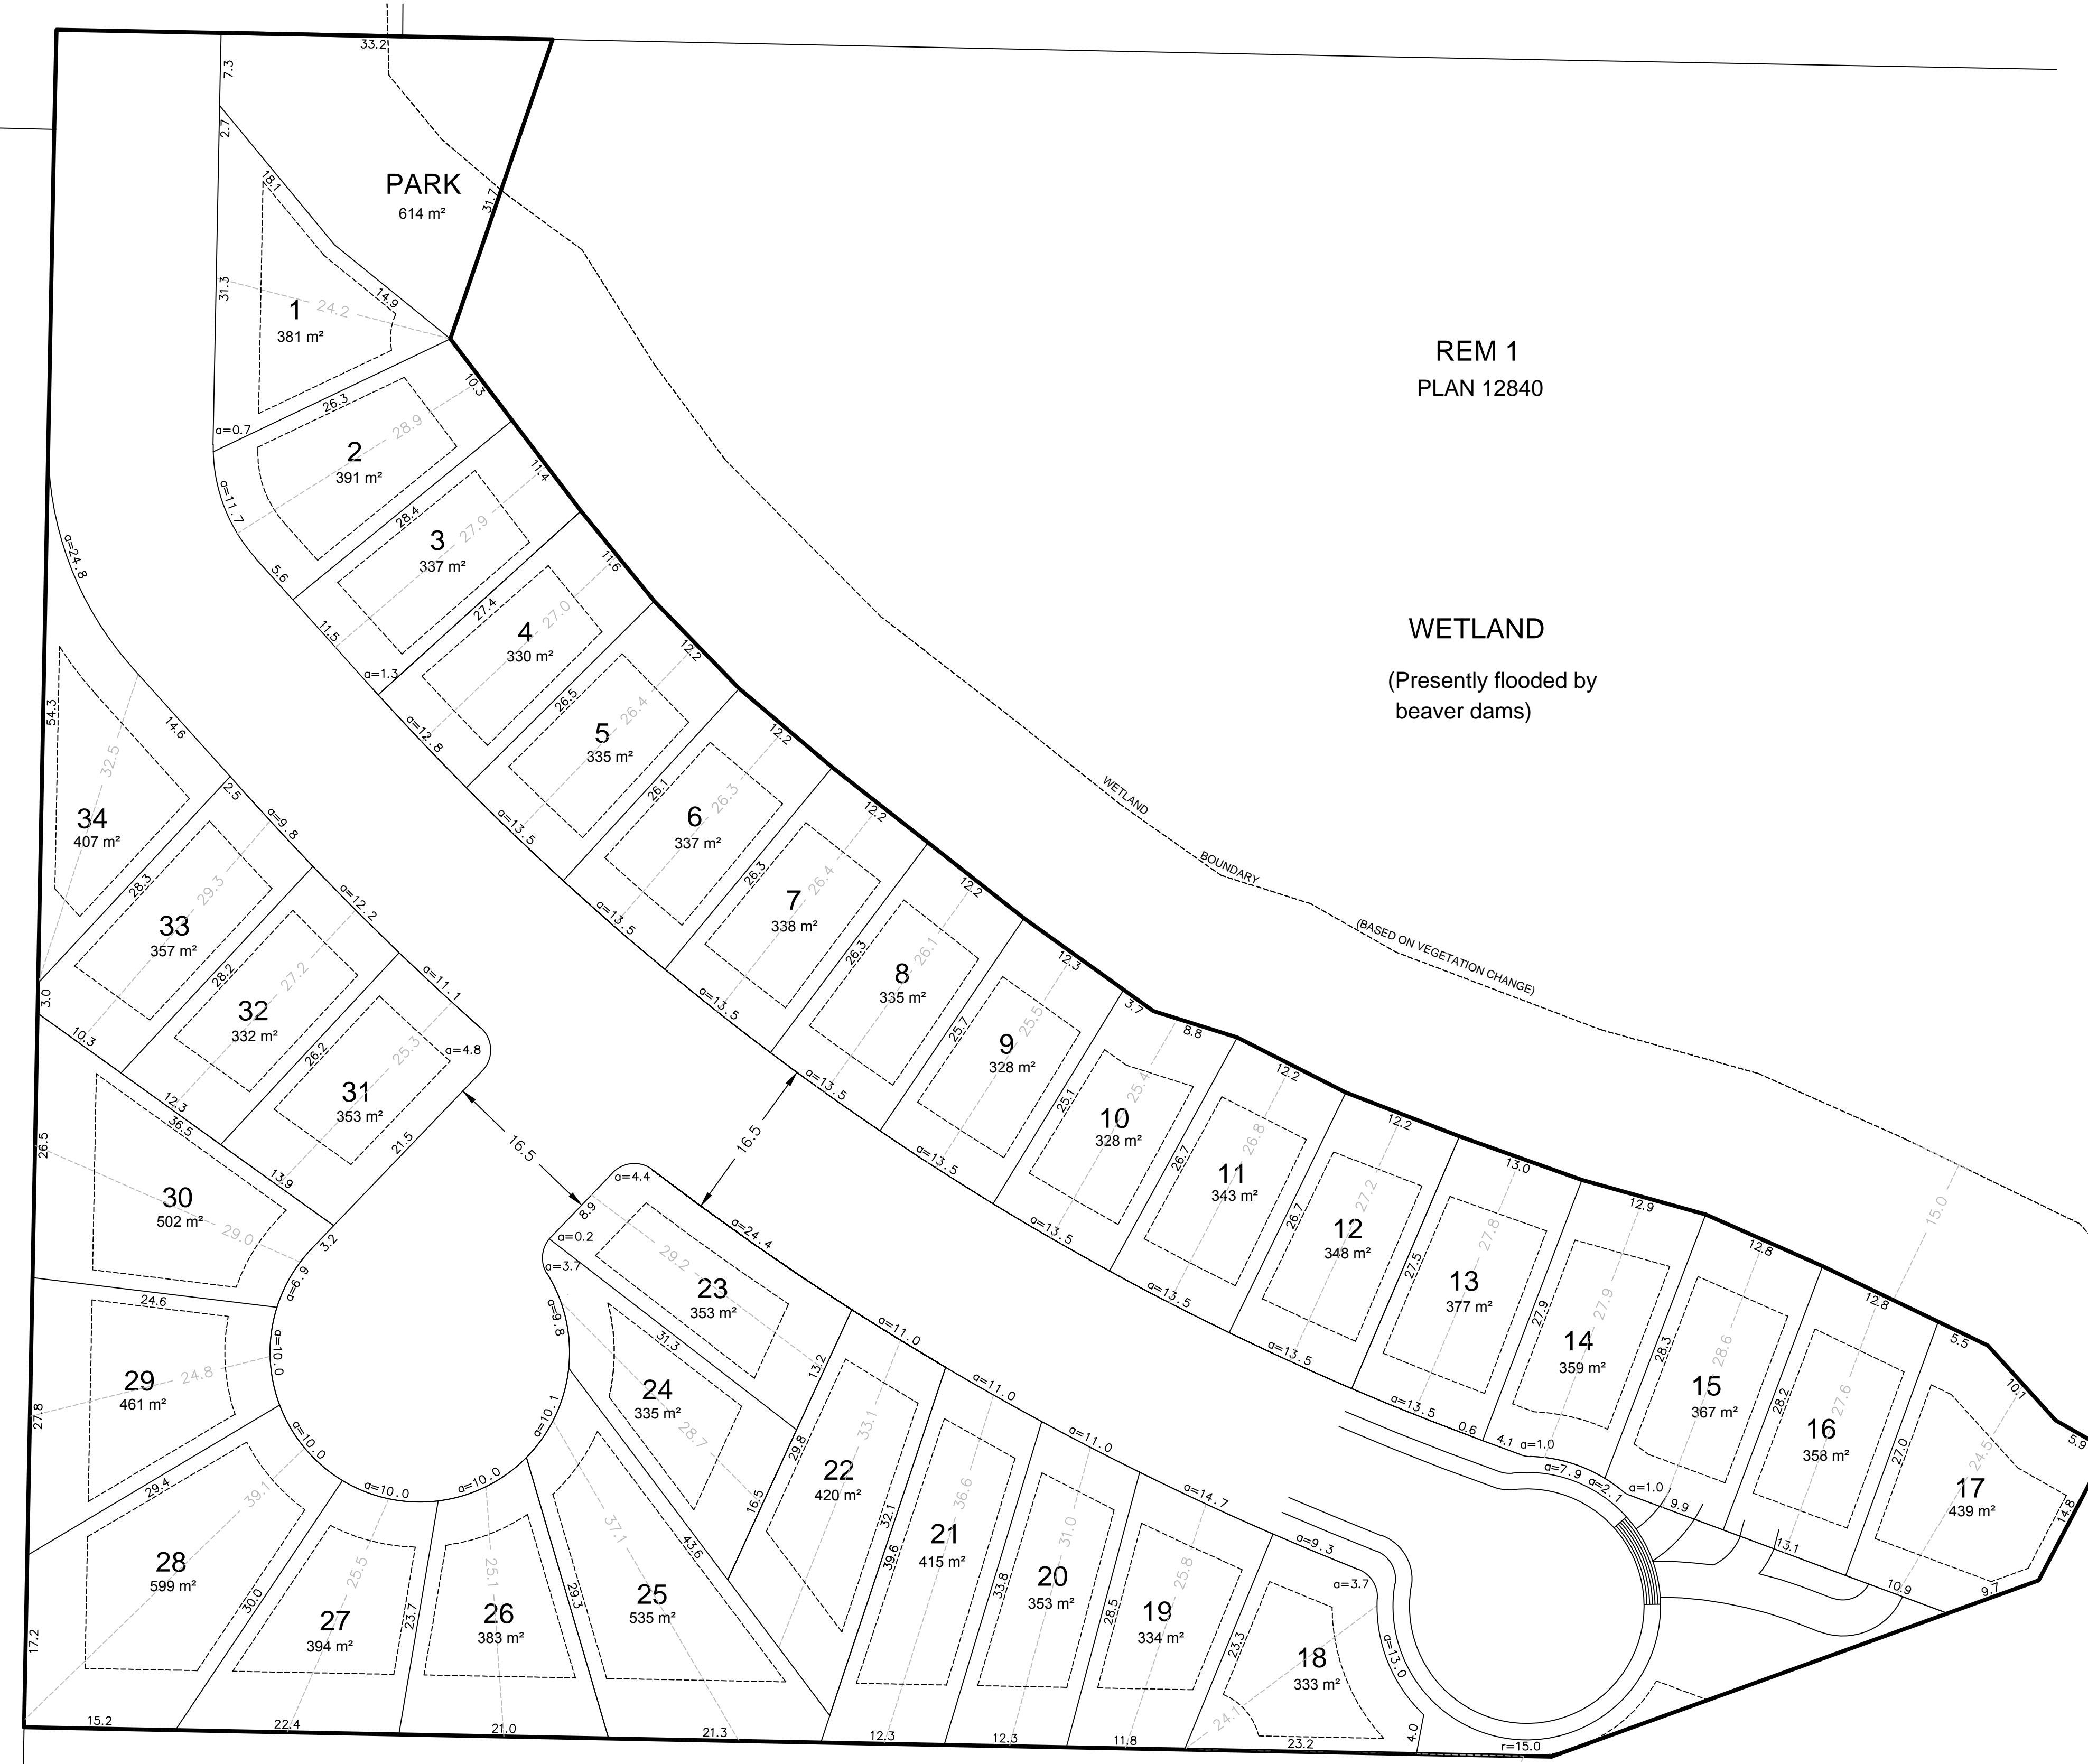 33.2
7.3
2.7
18.1
PARK
614 m²
31.7
31.3
14.9
1
24.2
381 m²
REM 1
PLAN 12840
10.3
26.3
a=0.7
28.9
2
391 m²
11.4
a=11.7
28.4
3
27.9
337 m²
5.6
11.6
a=24.8
27.4
27.0
4
330 m²
11.5
WETLAND
(Presently flooded by
beaver dams)
12.2
a=1.3
26.5
26.4
5
335 m²
54.3
14.6
a=12.8
12.2
32.5
26.1
26.3
6
337 m²
2.5
a=9.8
a=13.5
12.2
WETLAND
BOUNDARY
(BASED ON VEGETATION CHANGE)
34
407 m²
28.3
29.3
33
357 m²
a=12.2
26.3
26.4
7
338 m²
12.2
a=13.5
26.3
26.1
8
335 m²
12.3
3.0
28.2
27.2
32
332 m²
a=11.1
a=13.5
25.7
25.5
9
328 m²
3.7
8.8
10.3
26.2
25.3
a=4.8
31
353 m²
12.3
36.5
21.5
13.9
16.5
16.5
a=13.5
25.1
25.4
10
328 m²
12.2
12.2
26.5
30
502 m²
29.0
3.2
a=4.4
8.9
a=0.2
a=3.7
a=24.4
a=13.5
26.7
26.8
11
343 m²
a=13.5
26.7
27.2
12
348 m²
13.0
12.9
15.0
24.6
a=6.9
29.2
23
353 m²
a=13.5
27.5
27.8
13
377 m²
12.8
12.8
27.8
29
461 m²
24.8
a=10.0
a=9.8
31.3
13.2
a=11.0
a=13.5
27.9
27.9
14
359 m²
5.5
10.1
5.9
24
335 m²
28.7
a=10.1
a=11.0
a=13.5
0.6
4.1
a=1.0
28.3
28.6
15
367 m²
28.2
27.6
16
358 m²
27.0
24.5
17
439 m²
14.8
29.4
39.1
a=10.0
a=10.0
a=10.0
29.8
33.1
22
420 m²
16.5
a=11.0
a=7.9
a=2.1
a=1.0
9.9
28
599 m²
37.1
43.6
32.1
39.6
36.6
21
415 m²
a=14.7
a=9.3
13.1
10.9
9.7
30.0
25.5
27
394 m²
23.7
25.1
26
383 m²
29.3
25
535 m²
33.8
31.0
20
353 m²
28.5
25.8
19
334 m²
a=3.7
23.3
18
333 m²
a=13.0
24.1
17.2
15.2
22.4
21.0
21.3
12.3
12.3
11.8
23.2
4.0
r=15.0